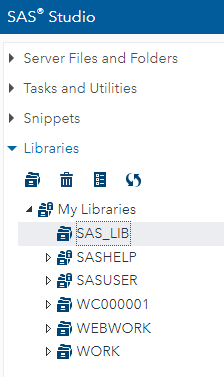 SAS® Studio
Server Files and Folders
Tasks and Utilities
Snippets
Libraries
My Libraries
SAS_LIB
SASHELP
SASUSER
WC000001
WEBWORK
WORK